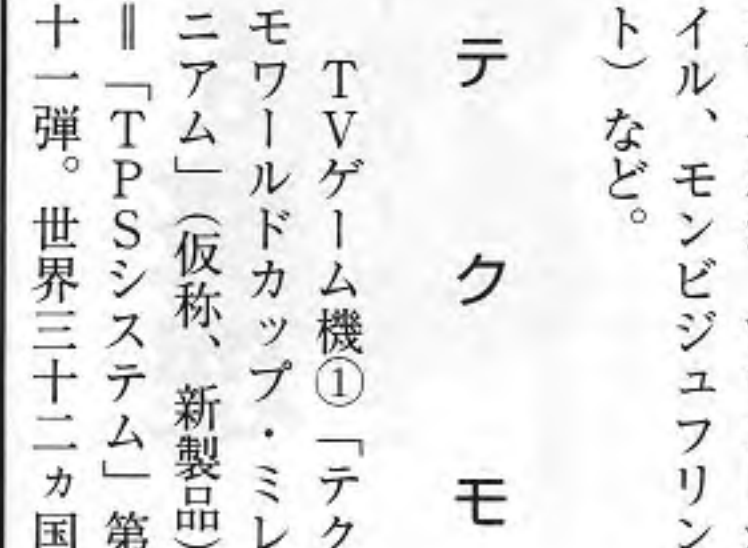 イル、モンビジュフリン
ト）など。
テクモ
TVゲーム機①「テク
モワールドカップ・ミレ
ニアム」（仮称、新製品）
＝「TPSシステム」第
十一弾。世界三十二ヵ国